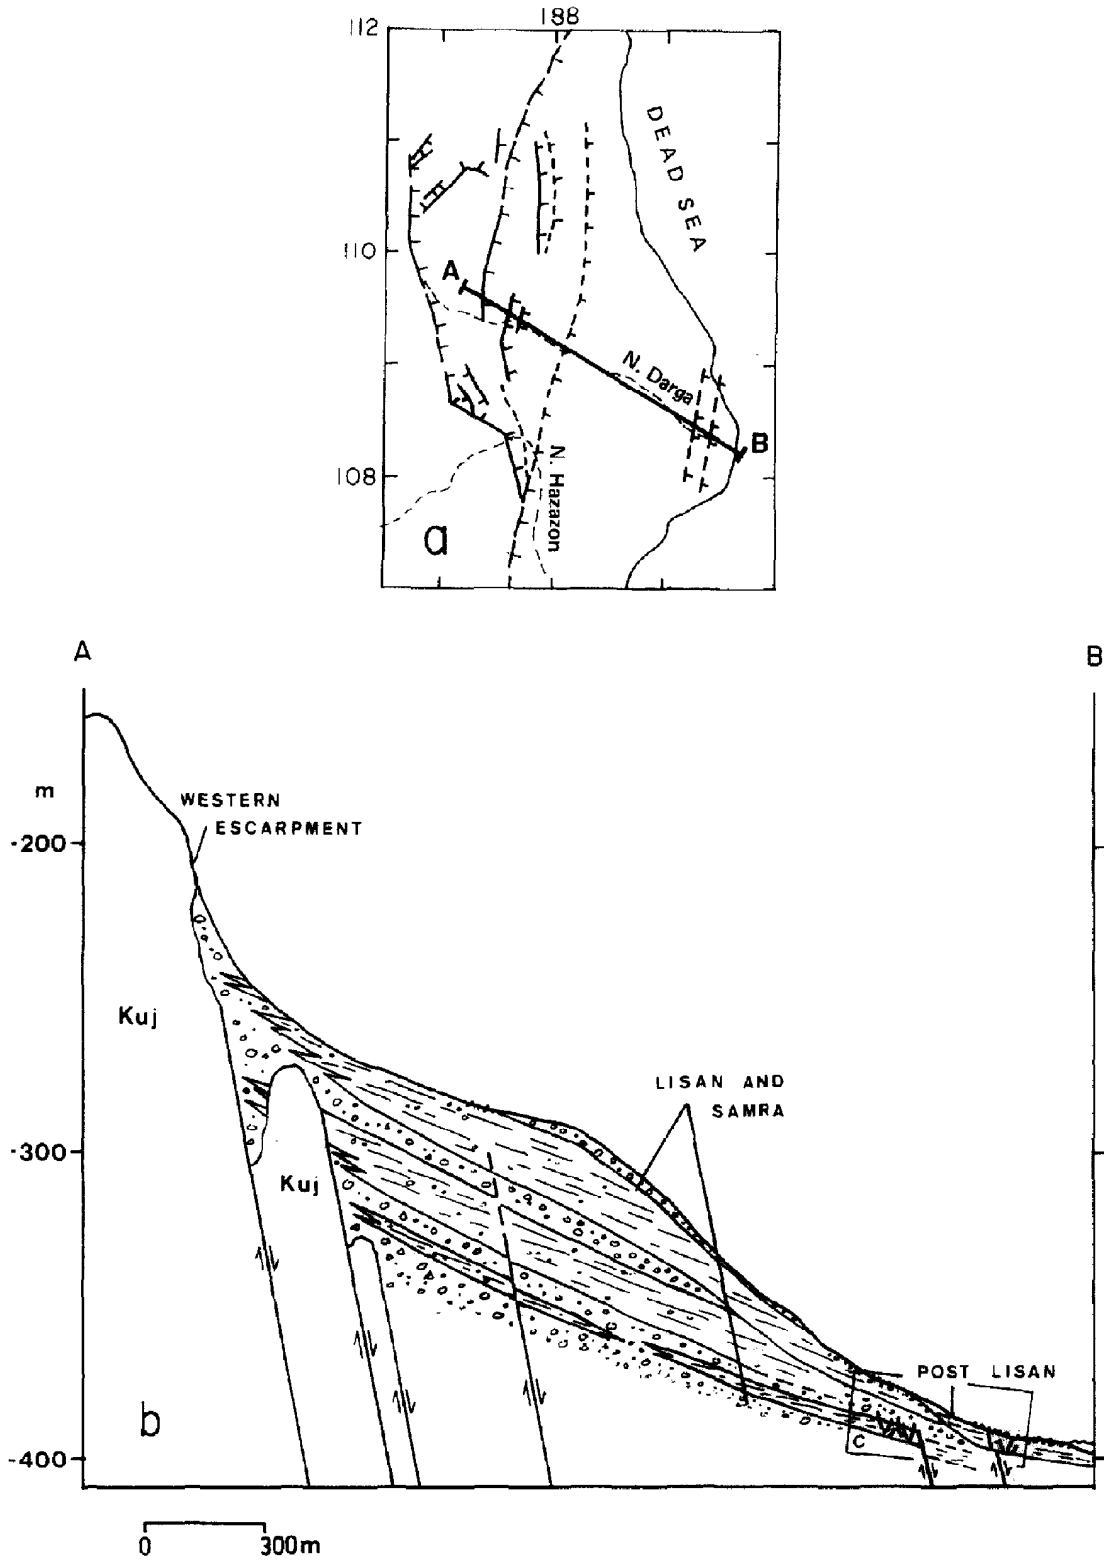 188
112
DEAD SEA
110
A
N. Darga
B
108
N. Hazazon
a
A
B
m
WESTERN
ESCARPMENT
-200
Kuj
LISAN AND
SAMRA
-300
Kuj
POST LISAN
c
b
-400
0 300m